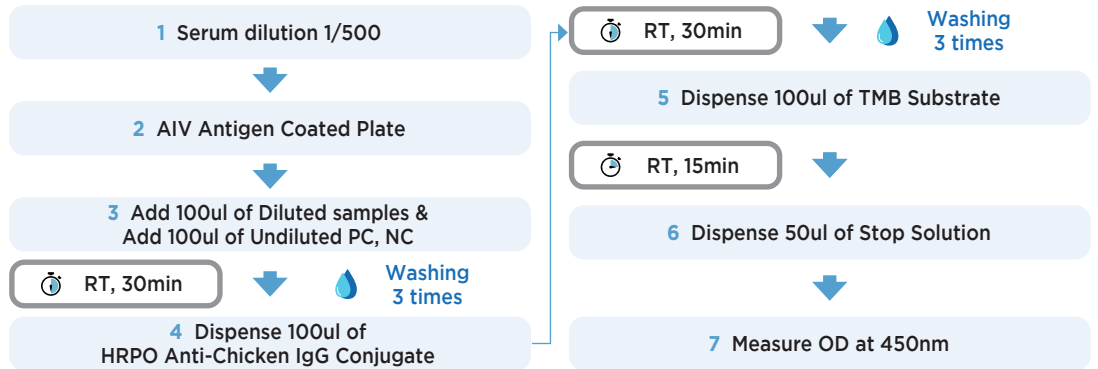 1 Serum dilution 1/500
2 AIV Antigen Coated Plate
3 Add 100ul of Diluted samples &
Add 100ul of Undiluted PC, NC
RT, 30min
Washing
3 times
4 Dispense 100ul of
HRPO Anti-Chicken IgG Conjugate
RT, 30min
Washing
3 times
5 Dispense 100ul of TMB Substrate
RT, 15min
6 Dispense 50ul of Stop Solution
7 Measure OD at 450nm